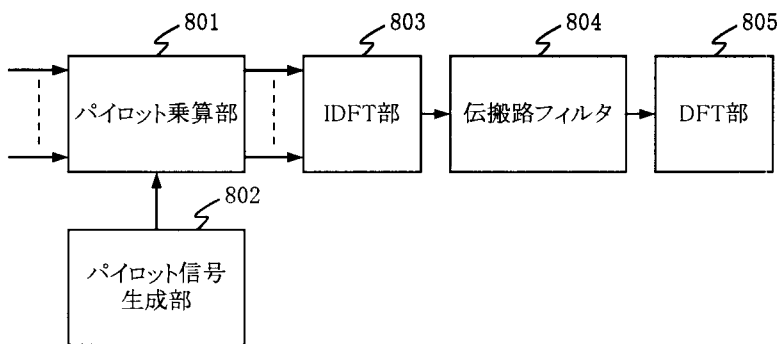 801
803
804
805
パイロット乗算部
IDFT部
伝搬路フィルタ
DFT部
802
パイロット信号
生成部